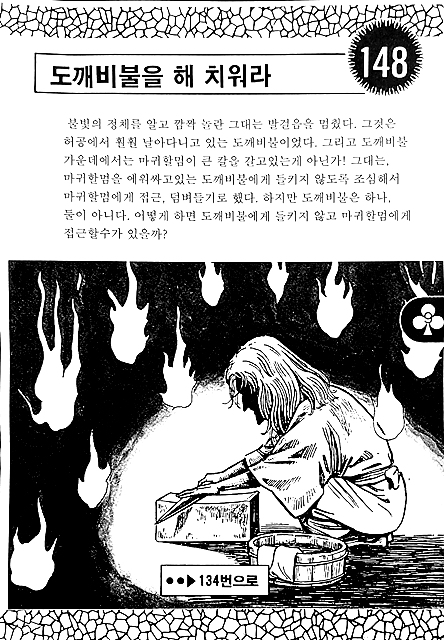 148
도깨비불을 해 치워라
불빛의 정체를 알고 깜짝 놀란 그대는 발걸음을 멈췄다. 그것은
허공에서 훨훨 날아다니고 있는 도깨비불이었다. 그리고 도깨비불
가운데에서는 마귀할멈이 큰 칼을 갈고있는게 아닌가! 그대는,
마귀할멈을 에워싸고있는 도깨비불에게 들키지 않도록 조심해서
마귀할멈에게 접근, 덤벼들기로 했다. 하지만 도깨비불은 하나,
둘이 아니다. 어떻게 하면 도깨비불에게 들키지 않고 마귀할멈에게
접근할수가 있을까?
●●▶134번으로